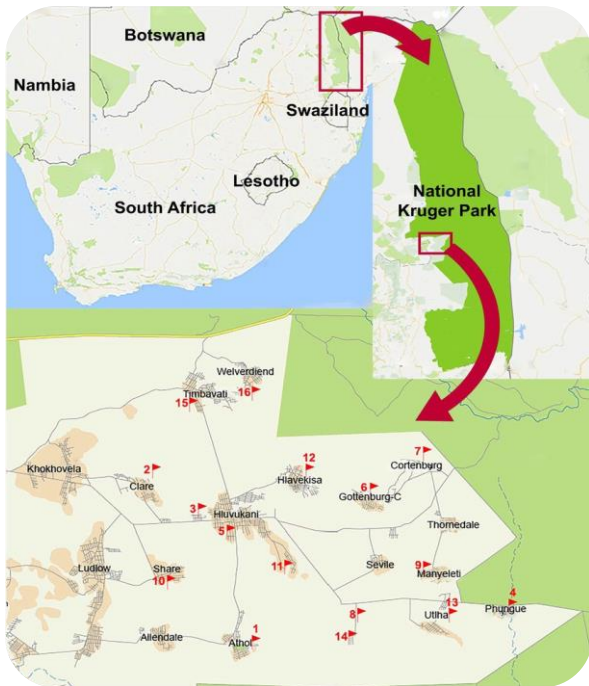 Botswana
Nambia
Swaziland
Lesotho
South Africa
National
Kruger Park
Welverdiend
16
Timbavati
15
7
Cortenburg
12
Khokhovela
2
Hlavekisa
6
Clare
Gottenburg-C
3
Hluvukani
5
Thornedale
Ludlow
Share
10
11
Seville
9
Manyeleti
4
13
Phungue
8
Utlha
1
14
Allendale
Athol